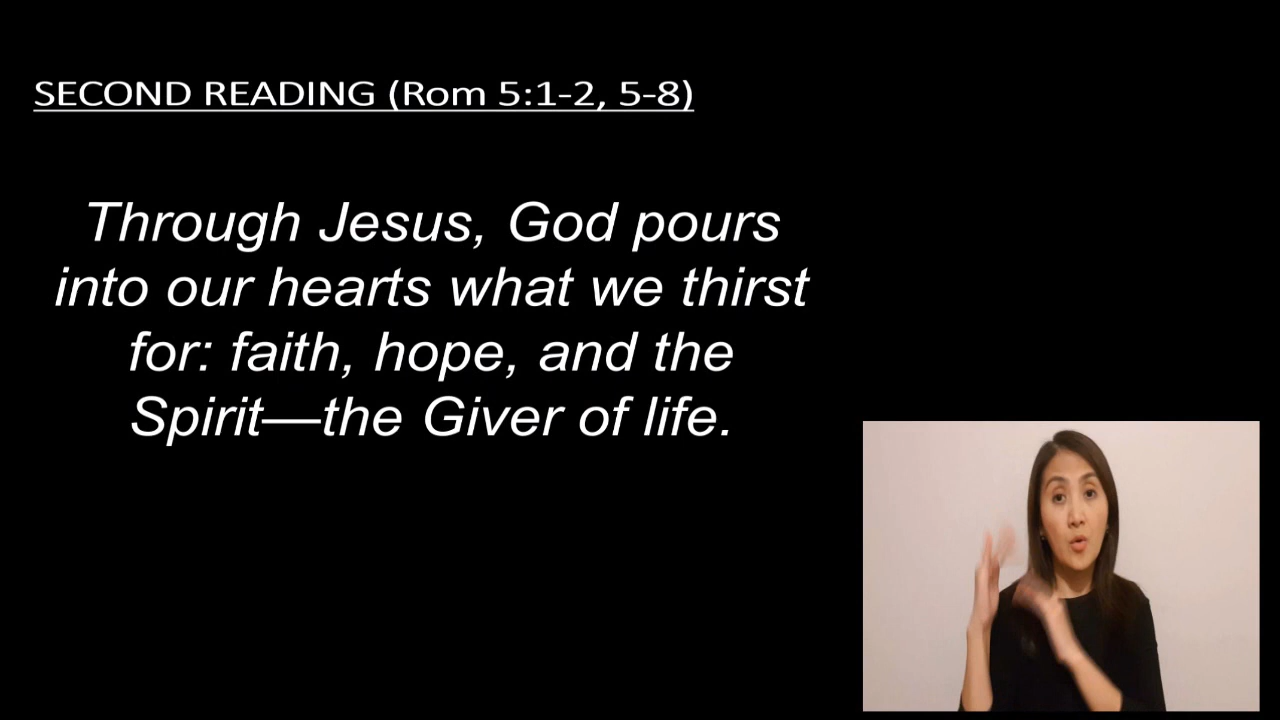 SECOND READING (Rom 5:1-2, 5-8)
Through Jesus, God pours
into our hearts what we thirst
for: faith, hope, and the
Spirit—the Giver of life.